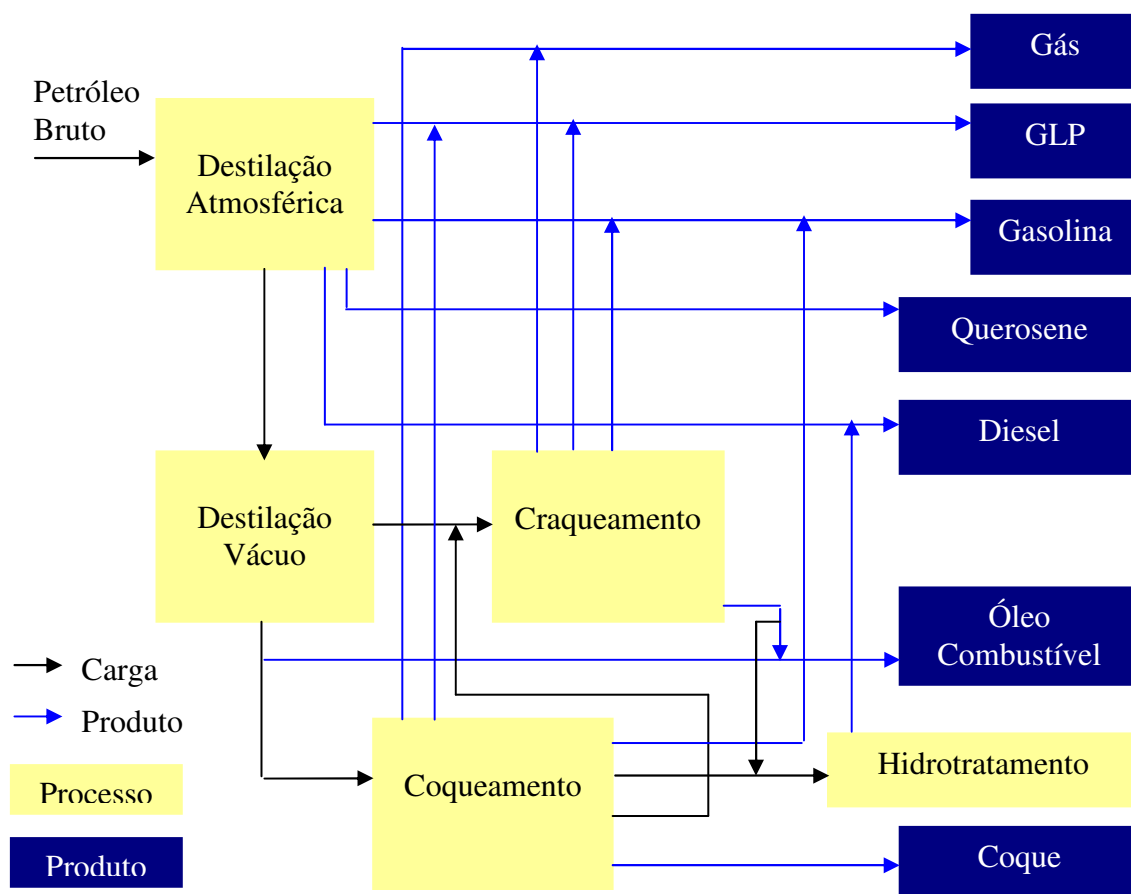 Gás
Petróleo
Bruto
GLP
Destilação
Atmosférica
Gasolina
Querosene
Diesel
Destilação
Vácuo
Craqueamento
Óleo
Combustível
Carga
Produto
Coqueamento
Hidrotratamento
Processo
Produto
Coque